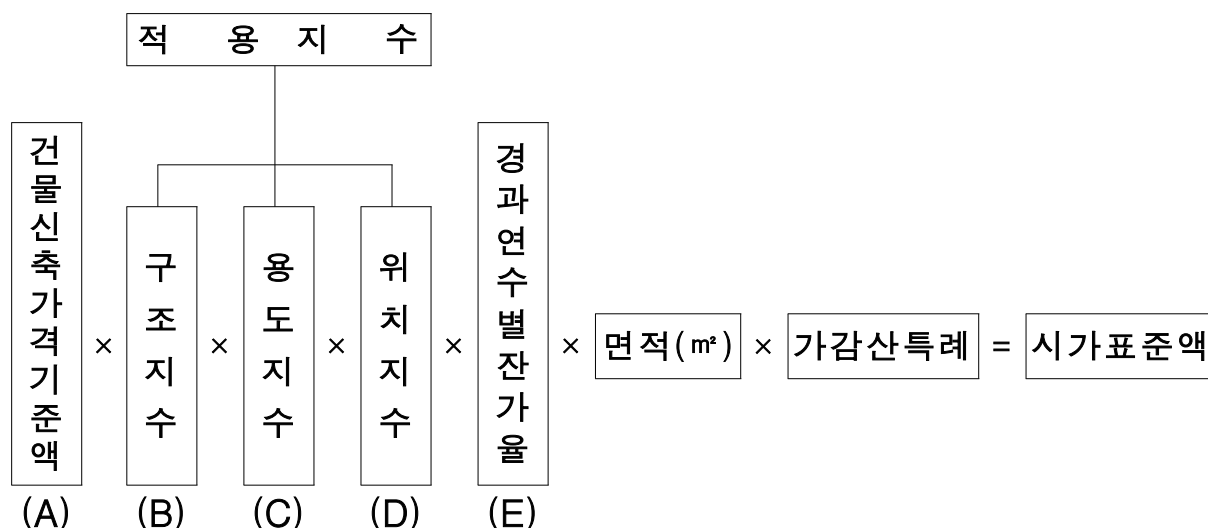 적 용 지 수
건물신축가격기준액
×
구조지수
×
용도지수
×
위치지수
×
경과연수별잔가율
×
면적(㎡)
×
가감산특례
=
시가표준액
(A)
(B)
(C)
(D)
(E)